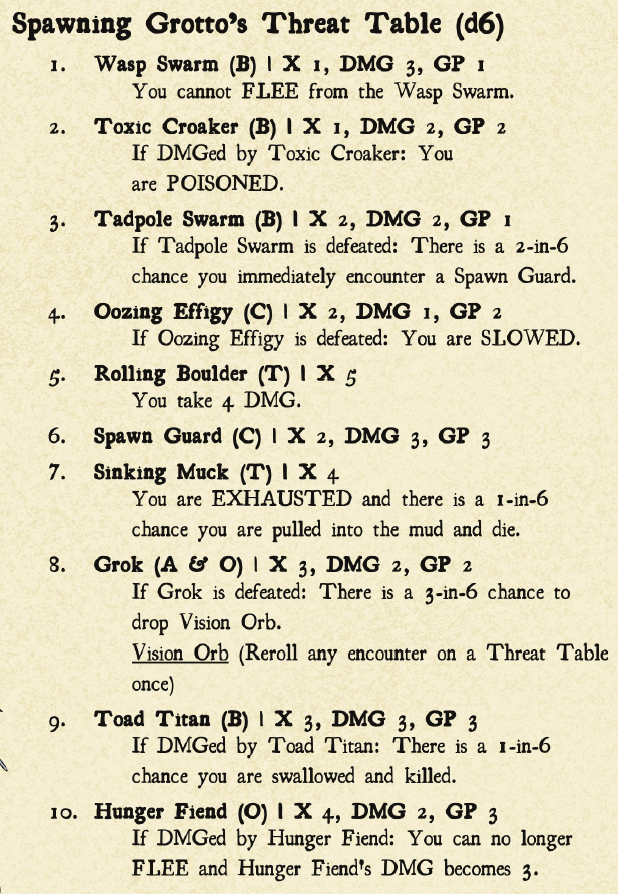 Spawning Grotto's Threat Table (d6)
1. Wasp Swarm (B) | X 1, DMG 3, GP 1
You cannot FLEE from the Wasp Swarm.
2. Toxic Croaker (B) | X 1, DMG 2, GP 2
If DMGed by Toxic Croaker: You
are POISONED.
3. Tadpole Swarm (B) | X 2, DMG 2, GP 1
If Tadpole Swarm is defeated: There is a 2-in-6
chance you immediately encounter a Spawn Guard.
4. Oozing Effigy (C) | X 2, DMG 1, GP 2
If Oozing Effigy is defeated: You are SLOWED.
5. Rolling Boulder (T) | X 5
You take 4 DMG.
6. Spawn Guard (C) | X 2, DMG 3, GP 3
7. Sinking Muck (T) | X 4
You are EXHAUSTED and there is a 1-in-6
chance you are pulled into the mud and die.
8. Grok (A & O) | X 3, DMG 2, GP 2
If Grok is defeated: There is a 3-in-6 chance to
drop Vision Orb.
Vision Orb (Reroll any encounter on a Threat Table
once)
9. Toad Titan (B) | X 3, DMG 3, GP 3
If DMGed by Toad Titan: There is a 1-in-6
chance you are swallowed and killed.
10. Hunger Fiend (O) | X 4, DMG 2, GP 3
If DMGed by Hunger Fiend: You can no longer
FLEE and Hunger Fiend's DMG becomes 3.